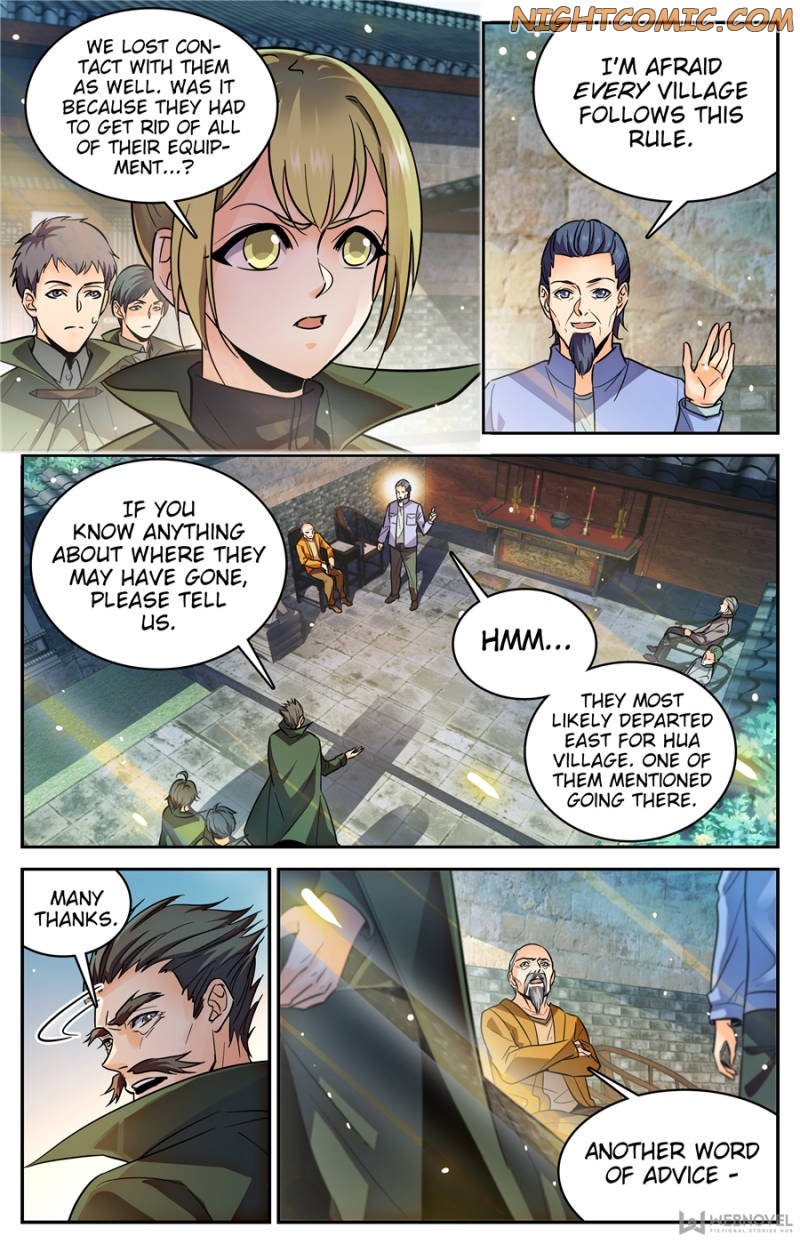 NIGHTCOMIC.COM
WE LOST CON-
TACT WITH THEM
AS WELL. WAS IT
BECAUSE THEY HAD
TO GET RID OF ALL
OF THEIR EQUIP-
MENT...?
I'M AFRAID
EVERY VILLAGE
FOLLOWS THIS
RULE.
IF YOU
KNOW ANYTHING
ABOUT WHERE THEY
MAY HAVE GONE,
PLEASE TELL
US.
HMM...
THEY MOST
LIKELY DEPARTED
EAST FOR HUA
VILLAGE. ONE OF
THEM MENTIONED
GOING THERE.
MANY
THANKS.
ANOTHER WORD
OF ADVICE -
WEBNOVEL
FICTIONAL STORIES HUB